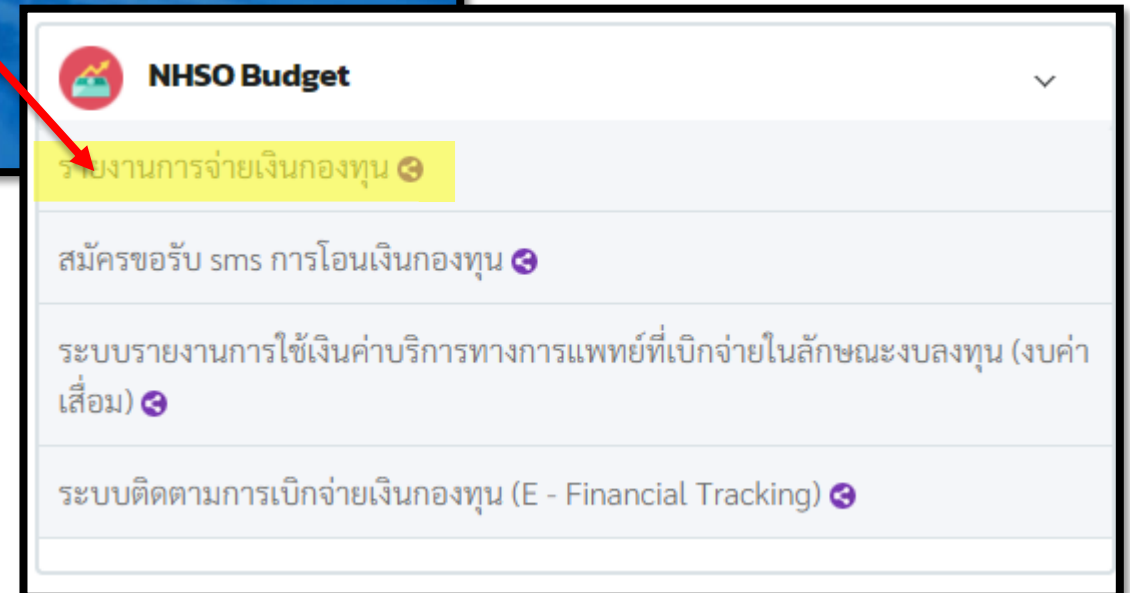 NHSO Budget
รายงานการจ่ายเงินกองทุน
สมัครขอรับ sms การโอนเงินกองทุน
ระบบรายงานการใช้เงินค่าบริการทางการแพทย์ที่เบิกจ่ายในลักษณะงบลงทุน (งบค่า
เสื่อม)
ระบบติดตามการเบิกจ่ายเงินกองทุน (E - Financial Tracking)